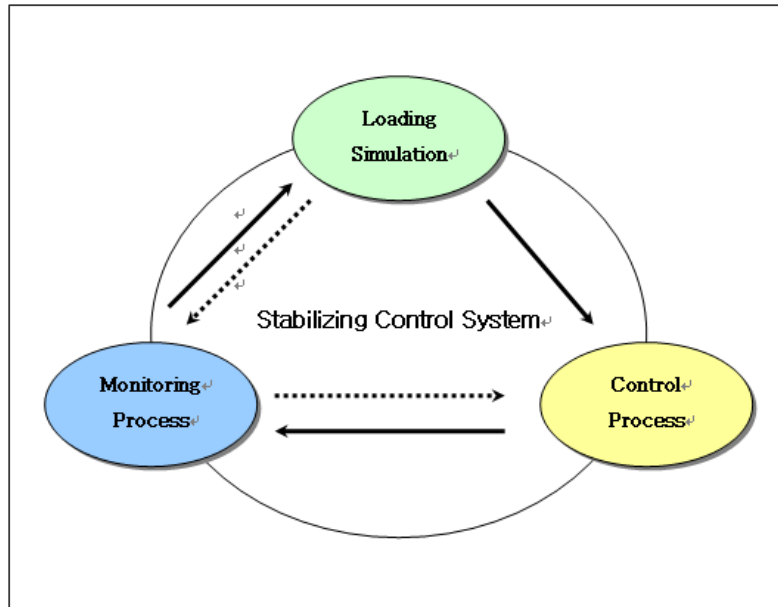 Loading
Simulation
Stabilizing Control System
Monitoring
Process
Control
Process